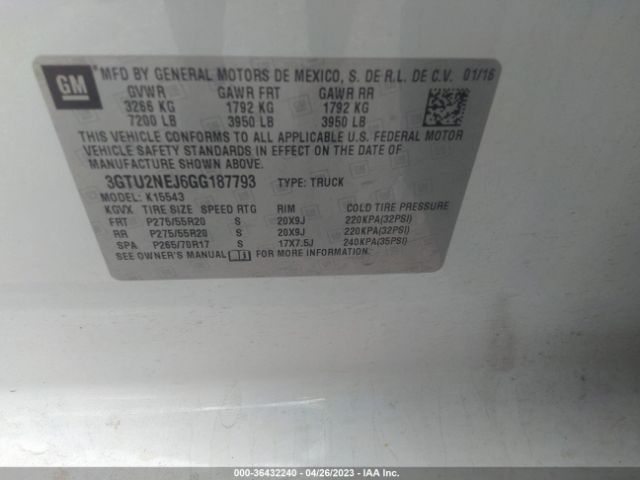 GM
MFD BY GENERAL MOTORS DE MEXICO, S. DE R.L. DE C.V. 01/16
GVWR GAWR FRT GAWR RR
3266 KG 1792 KG 1792 KG
7200 LB 3950 LB 3950 LB
THIS VEHICLE CONFORMS TO ALL APPLICABLE U.S. FEDERAL MOTOR
VEHICLE SAFETY STANDARDS IN EFFECT ON THE DATE OF
MANUFACTURE SHOWN ABOVE.
3GTU2NEJ6GG187793 TYPE: TRUCK
MODEL: K15543
KGVX TIRE SIZE SPEED RTG RIM COLD TIRE PRESSURE
FRT P275/55R20 S 20X9J 220KPA(32PSI)
RR P275/55R20 S 20X9J 220KPA(32PSI)
SPA P265/70R17 S 17X7.5J 240KPA(35PSI)
SEE OWNER'S MANUAL FOR MORE INFORMATION.
000-36432240 - 04/26/2023 - IAA Inc.